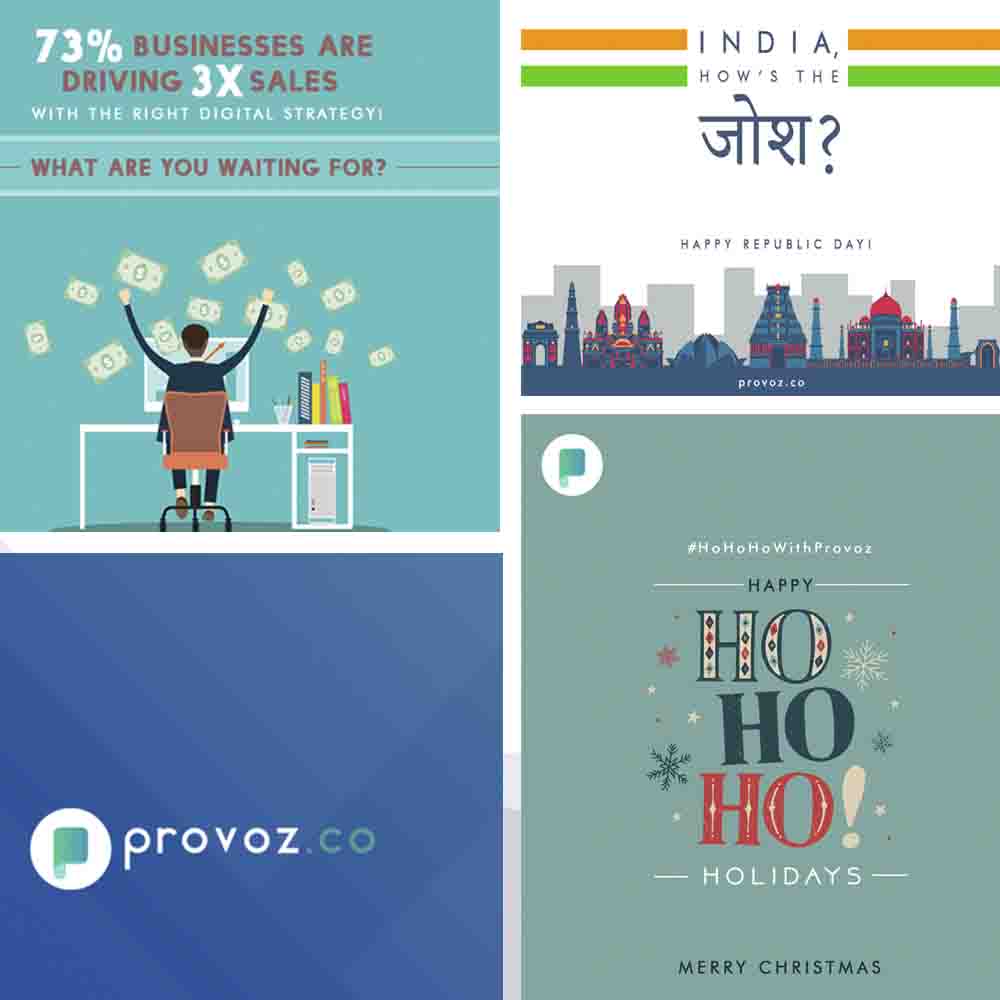 73% BUSINESSES ARE
DRIVING 3X SALES
WITH THE RIGHT DIGITAL STRATEGY!
WHAT ARE YOU WAITING FOR?
INDIA,
HOW'S THE
जोश?
HAPPY REPUBLIC DAY!
provoz.co
provoz.co
#HoHoHoWithProvoz
HAPPY
HO
HO
HO!
HOLIDAYS
MERRY CHRISTMAS